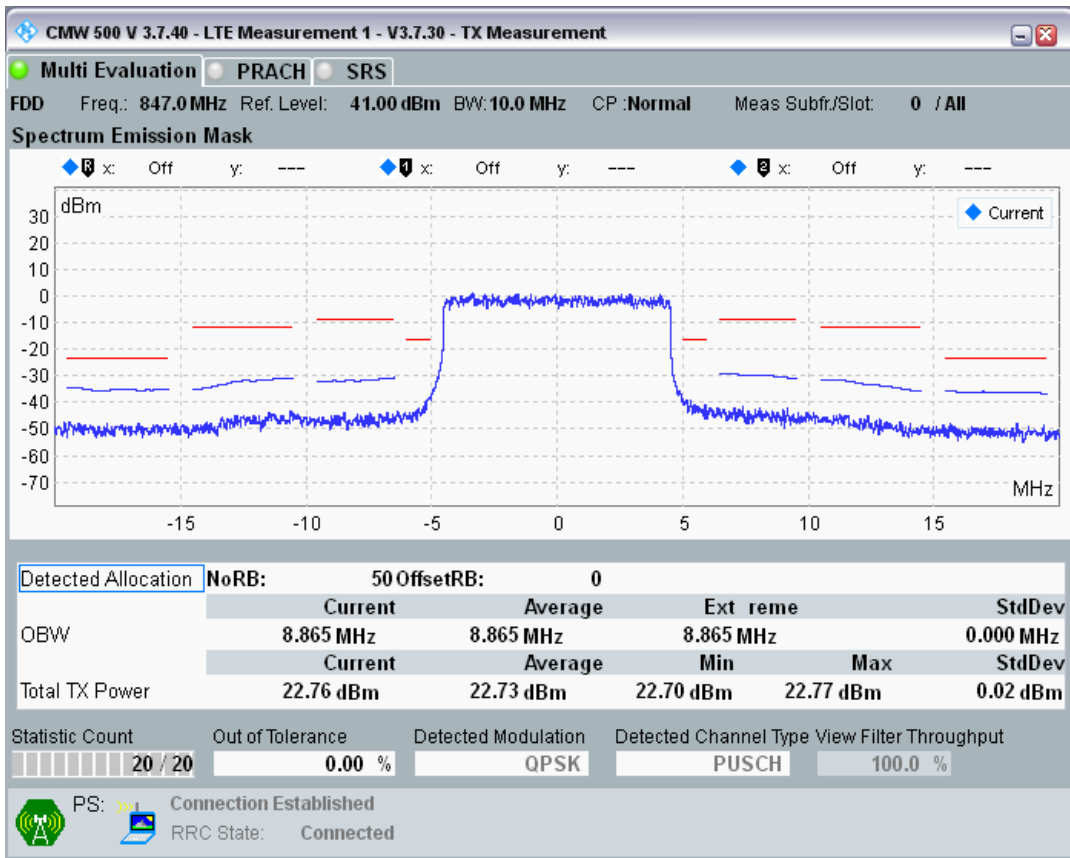 CMW 500 V 3.7.40 - LTE Measurement 1 - V3.7.30 - TX Measurement
Multi Evaluation PRACH SRS
FDD Freq.: 847.0 MHz Ref. Level: 41.00 dBm BW: 10.0 MHz CP :Normal Meas Subfr./Slot: 0 / All
Spectrum Emission Mask
R x: Off y: --- 1 x: Off y: --- 2 x: Off y: ---
dBm
Current
30
20
10
0
-10
-20
-30
-40
-50
-60
-70
MHz
-15 -10 -5 0 5 10 15
Detected Allocation NoRB: 50 OffsetRB: 0
Current Average Ext reme StdDev
OBW 8.865 MHz 8.865 MHz 8.865 MHz 0.000 MHz
Current Average Min Max StdDev
Total TX Power 22.76 dBm 22.73 dBm 22.70 dBm 22.77 dBm 0.02 dBm
Statistic Count Out of Tolerance Detected Modulation Detected Channel Type View Filter Throughput
20 / 20 0.00 % QPSK PUSCH 100.0 %
PS: Connection Established
RRC State: Connected